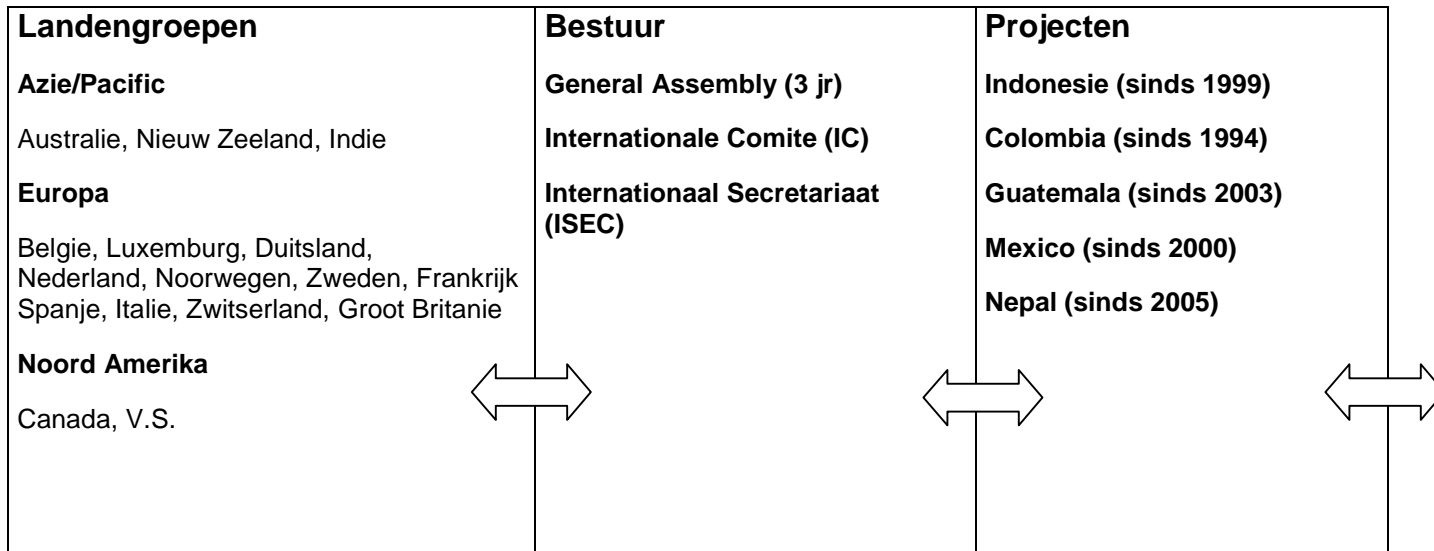 Landengroepen
Azie/Pacific
Australie, Nieuw Zeeland, Indie
Europa
Belgie, Luxemburg, Duitsland,
Nederland, Noorwegen, Zweden, Frankrijk
Spanje, Italie, Zwitserland, Groot Britanie
Noord Amerika
Canada, V.S.
Bestuur
General Assembly (3 jr)
Internationale Comite (IC)
Internationaal Secretariaat
(ISEC)
Projecten
Indonesie (sinds 1999)
Colombia (sinds 1994)
Guatemala (sinds 2003)
Mexico (sinds 2000)
Nepal (sinds 2005)